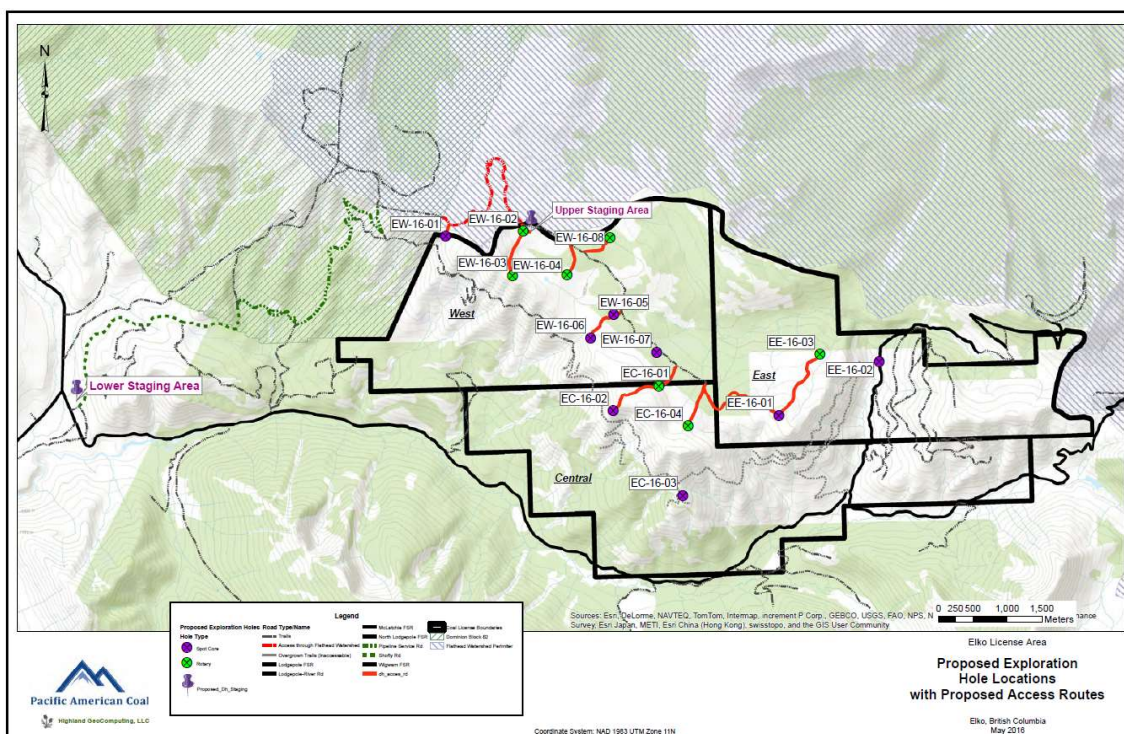 N
EW-16-01
EW-16-02
Upper Staging Area
EW-16-08
EW-16-03
EW-16-04
West
EW-16-05
EW-16-06
EW-16-07
EE-16-03
East
EE-16-02
Lower Staging Area
EC-16-01
EC-16-02
EE-16-01
EC-16-04
Central
EC-16-03
0 250 500 1,000 1,500
Meters
Sources: Esri, DeLorme, NAVTEQ, TomTom, Intermap, increment P Corp., GEBCO, USGS, FAO, NPS, N
Survey, Esri Japan, METI, Esri China (Hong Kong), swisstopo, and the GIS User Community
Legend
Proposed Exploration Holes
Hole Type
Spot Core
Rotary
Proposed_Dh_Staging
Road Type/Name
Trails
Access through Flathead Watershed
Overgrown Trails (Inaccessible)
Lodgepole FSR
Lodgepole-River Rd
McLatchie FSR
North Lodgepole FSR
Pipeline Service Rd
Wigwam FSR
dh_access_rd
Coal License Boundaries
Dominion Block 82
Flathead Watershed Perimiter
Pacific American Coal
Highland GeoComputing, LLC
Coordinate System: NAD 1983 UTM Zone 11N
Elko License Area
Proposed Exploration
Hole Locations
with Proposed Access Routes
Elko, British Columbia
May 2016